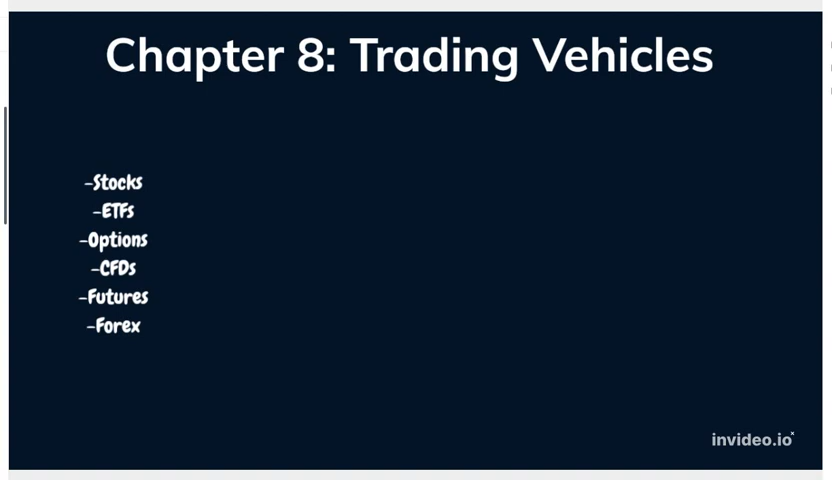 Chapter 8: Trading Vehicles
-Stocks
-ETFs
-Options
-CFDs
-Futures
-Forex
invideo.io